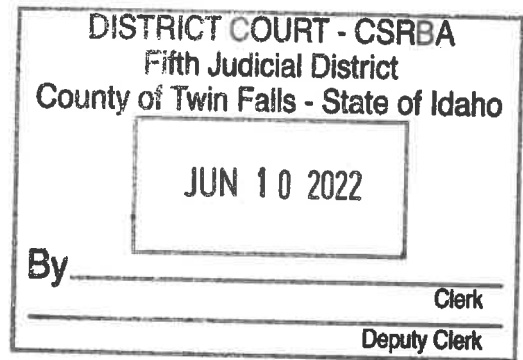 DISTRICT COURT - CSRBA
Fifth Judicial District
County of Twin Falls - State of Idaho
JUN 10 2022
By
Clerk
Deputy Clerk